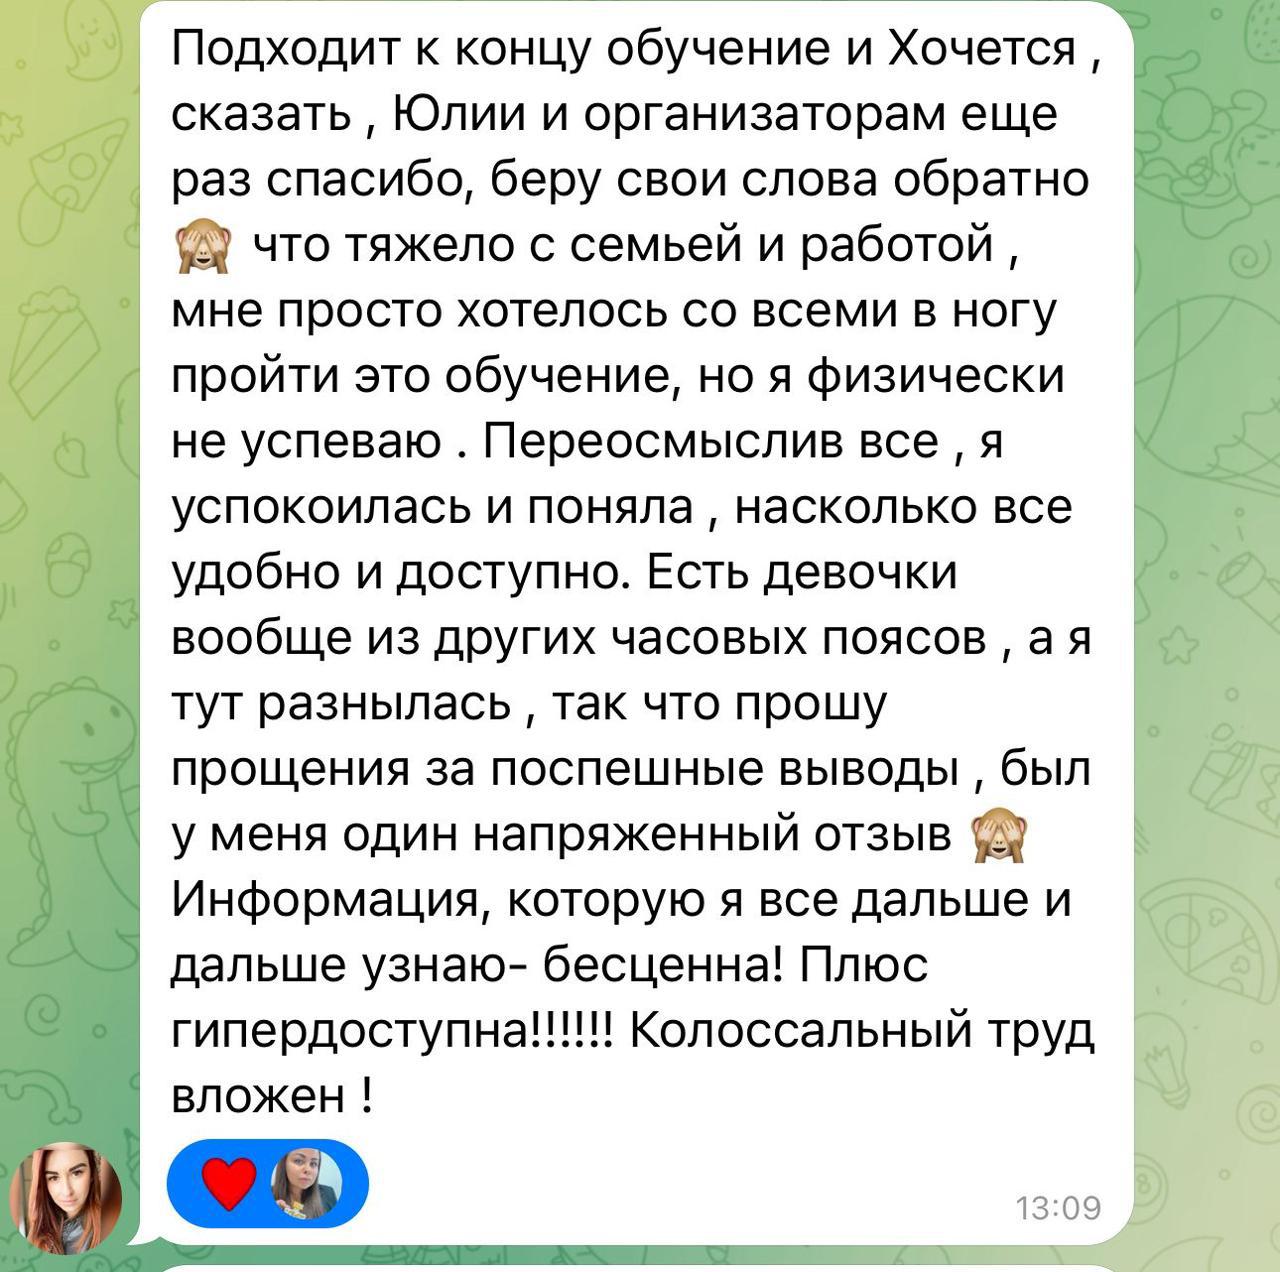 Подходит к концу обучение и Хочется ,
сказать , Юлии и организаторам еще
раз спасибо, беру свои слова обратно
🙈 что тяжело с семьей и работой ,
мне просто хотелось со всеми в ногу
пройти это обучение, но я физически
не успеваю . Переосмыслив все , я
успокоилась и поняла , насколько все
удобно и доступно. Есть девочки
вообще из других часовых поясов , а я
тут разнылась , так что прошу
прощения за поспешные выводы , был
у меня один напряженный отзыв 🙈
Информация, которую я все дальше и
дальше узнаю- бесценна! Плюс
гипердоступна!!!!!! Колоссальный труд
вложен !
13:09